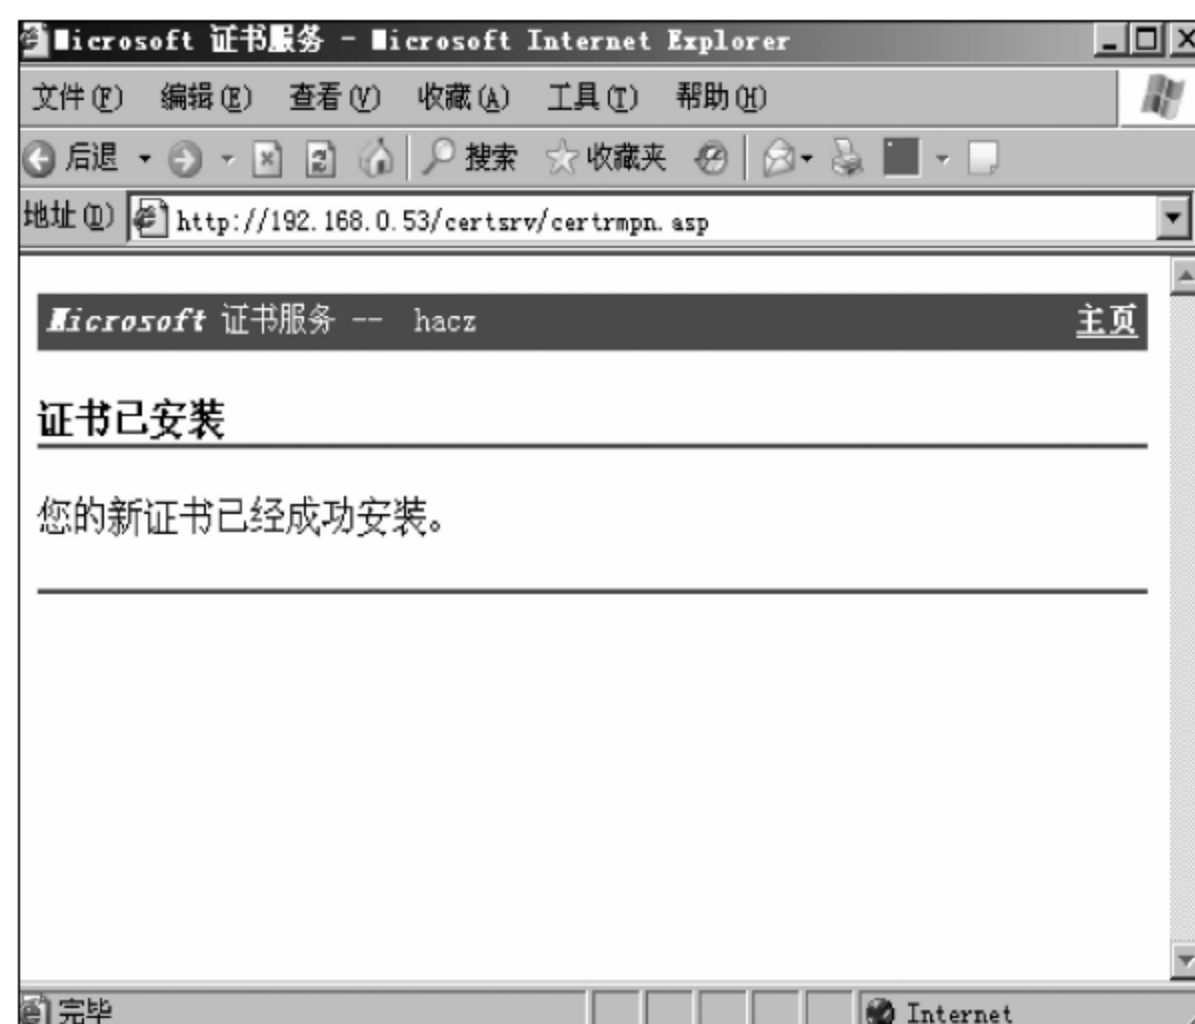 Microsoft 证书服务 - Microsoft Internet Explorer
文件(F) 编辑(E) 查看(V) 收藏(A) 工具(T) 帮助(H)
后退 搜索 收藏夹
地址(D) http://192.168.0.53/certsrv/certrmpn.asp
Microsoft 证书服务 -- hacz 主页
证书已安装
您的新证书已经成功安装。
完毕 Internet